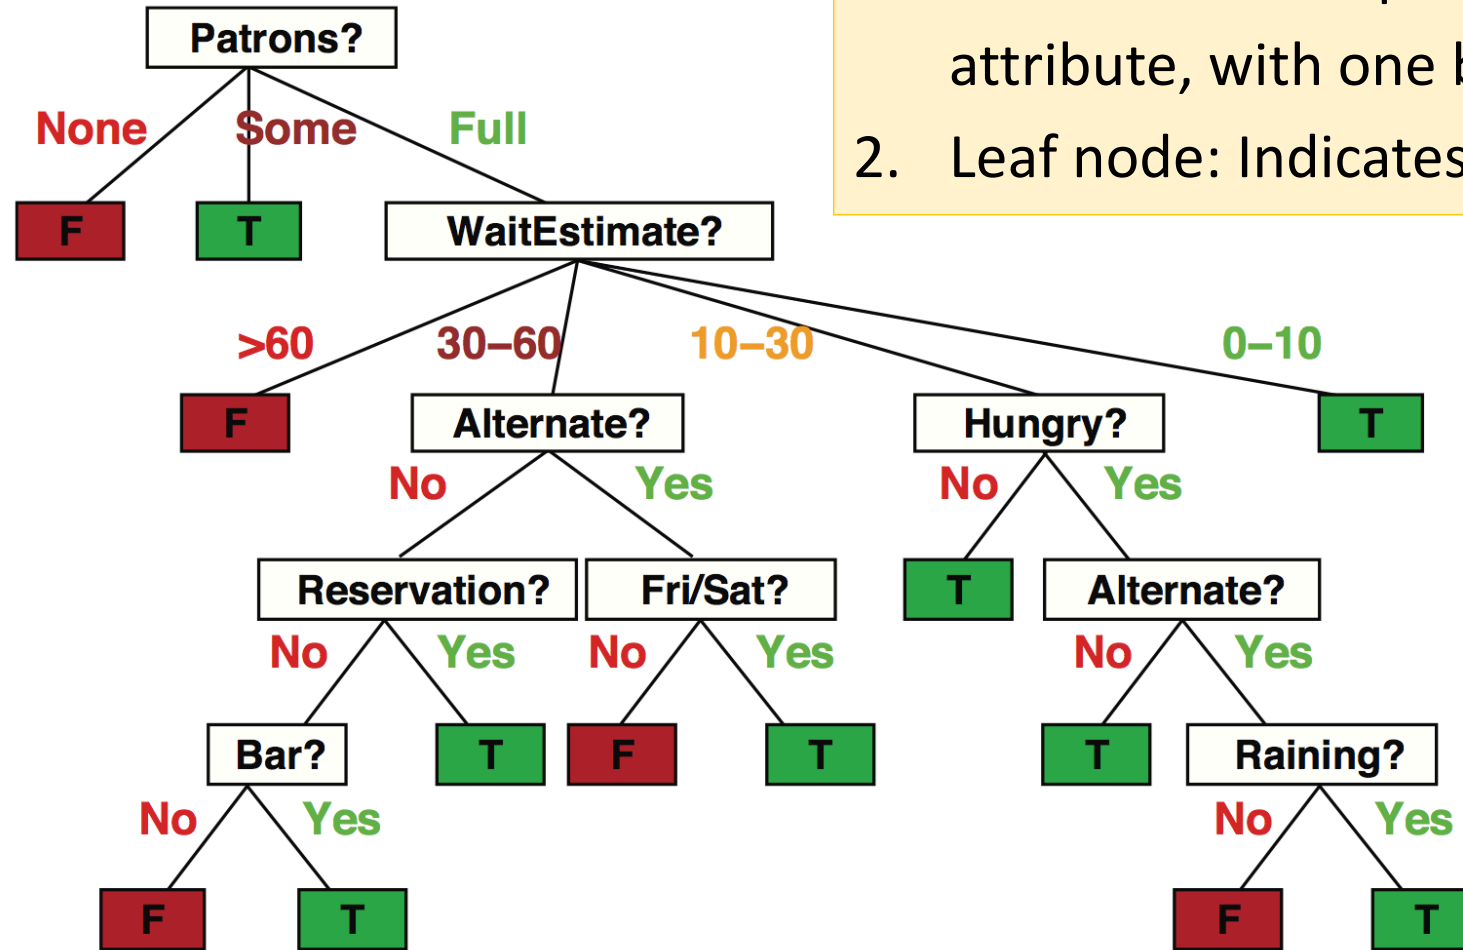 Patrons?
attribute, with one
2. Leaf node: Indicates
None Some Full
F T WaitEstimate?
>60 30–60 10–30 0–10
F Alternate? Hungry? T
No Yes No Yes
Reservation? Fri/Sat? T Alternate?
No Yes No Yes No Yes
Bar? T F T T Raining?
No Yes No Yes
F T F T